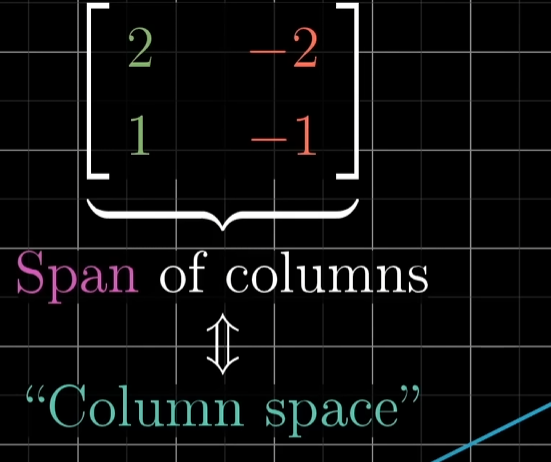 2 −2
1 −1
Span of columns
⇕
“Column space”